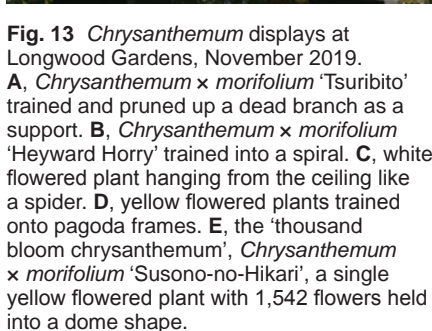 Fig. 13 Chrysanthemum displays at
Longwood Gardens, November 2019.
A, Chrysanthemum × morifolium ‘Tsuribito’
trained and pruned up a dead branch as a
support. B, Chrysanthemum × morifolium
‘Heyward Horry’ trained into a spiral. C, white
flowered plant hanging from the ceiling like
a spider. D, yellow flowered plants trained
onto pagoda frames. E, the ‘thousand
bloom chrysanthemum’, Chrysanthemum
× morifolium ‘Susono-no-Hikari’, a single
yellow flowered plant with 1,542 flowers held
into a dome shape.